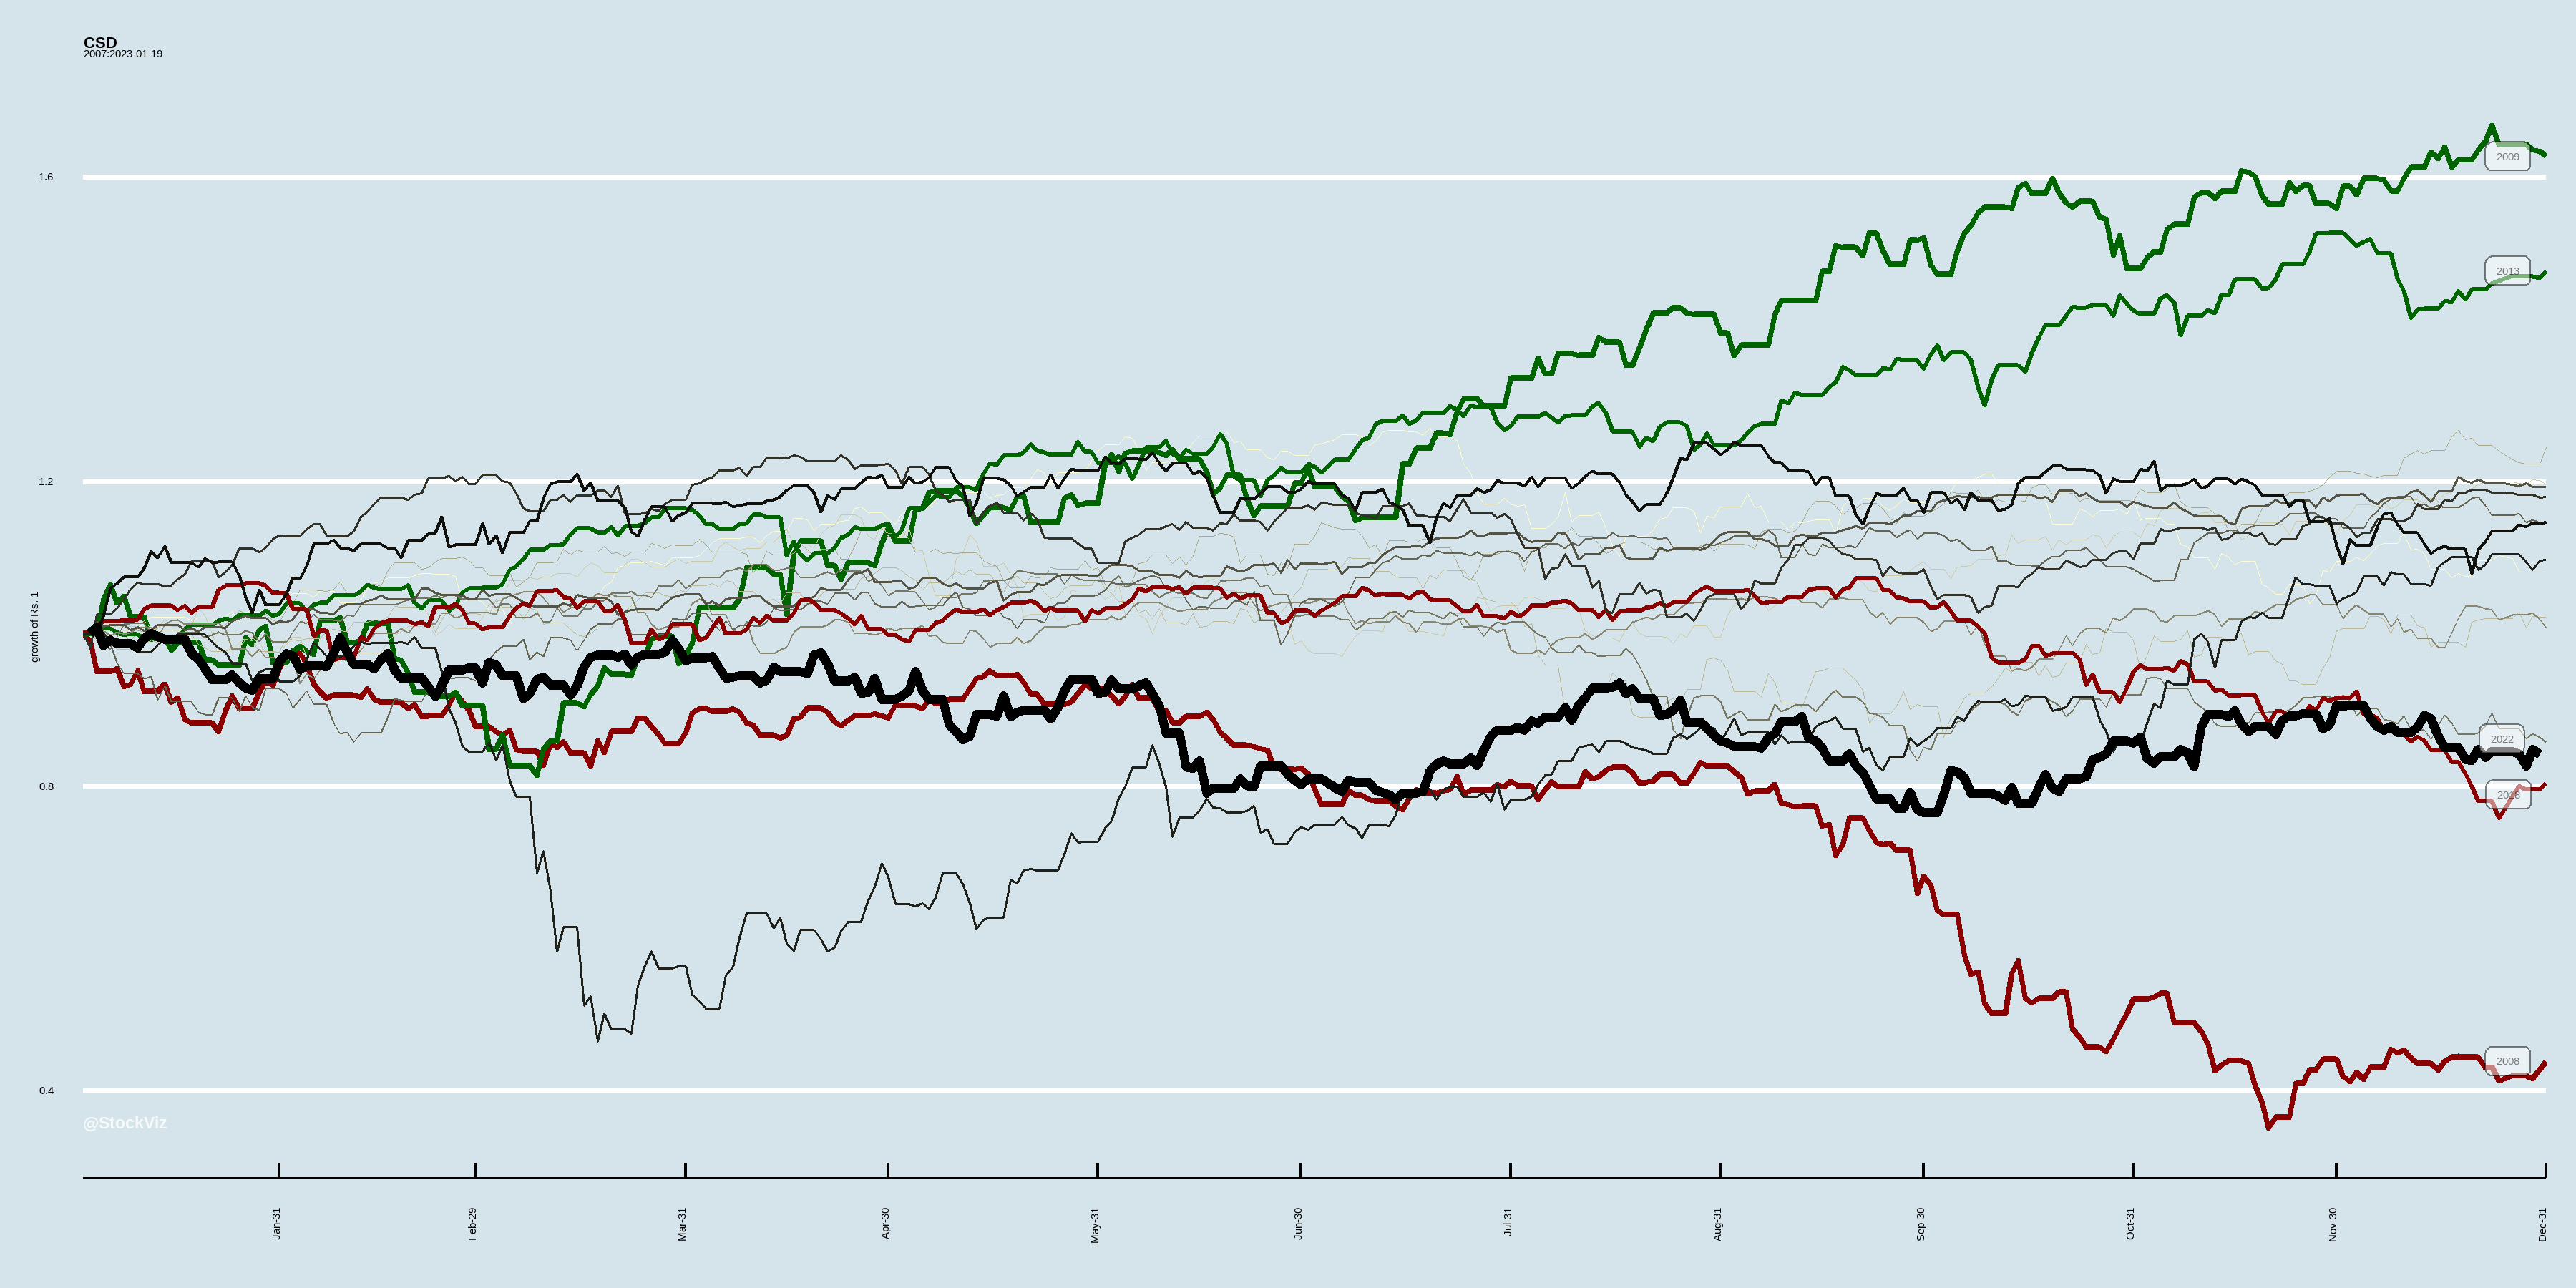 CSD
2007:2023-01-19
1.6
1.2
0.8
0.4
growth of Rs. 1
2009
2013
2022
2018
2008
@StockViz
Jan-31
Feb-29
Mar-31
Apr-30
May-31
Jun-30
Jul-31
Aug-31
Sep-30
Oct-31
Nov-30
Dec-31